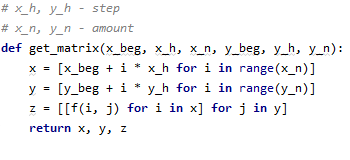 # x_h, y_h - step
# x_n, y_n - amount
def get_matrix(x_beg, x_h, x_n, y_beg, y_h, y_n):
    x = [x_beg + i * x_h for i in range(x_n)]
    y = [y_beg + i * y_h for i in range(y_n)]
    z = [[f(i, j) for i in x] for j in y]
    return x, y, z